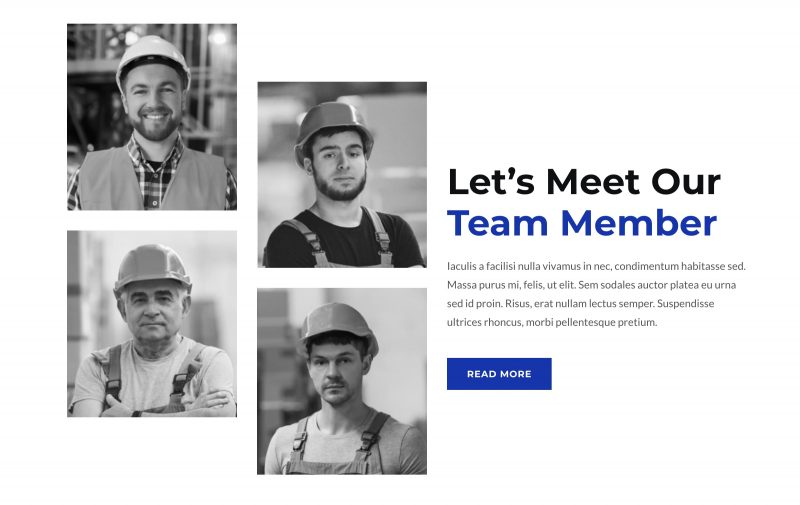 Let’s Meet Our
Team Member
Iaculis a facilisi nulla vivamus in nec, condimentum habitasse sed.
Massa purus mi, felis, ut elit. Sem sodales auctor platea eu urna
sed id proin. Risus, erat nullam lectus semper. Suspendisse
ultrices rhoncus, morbi pellentesque pretium.
READ MORE